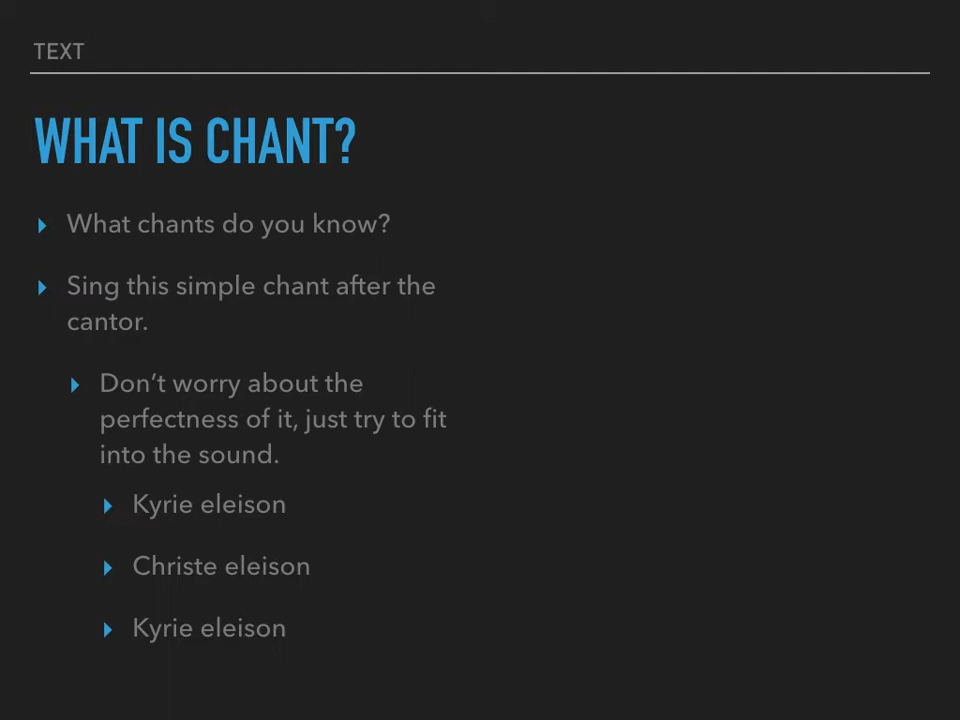 TEXT
WHAT IS CHANT?
What chants do you know?
Sing this simple chant after the
cantor.
Don’t worry about the
perfectness of it, just try to fit
into the sound.
Kyrie eleison
Christe eleison
Kyrie eleison